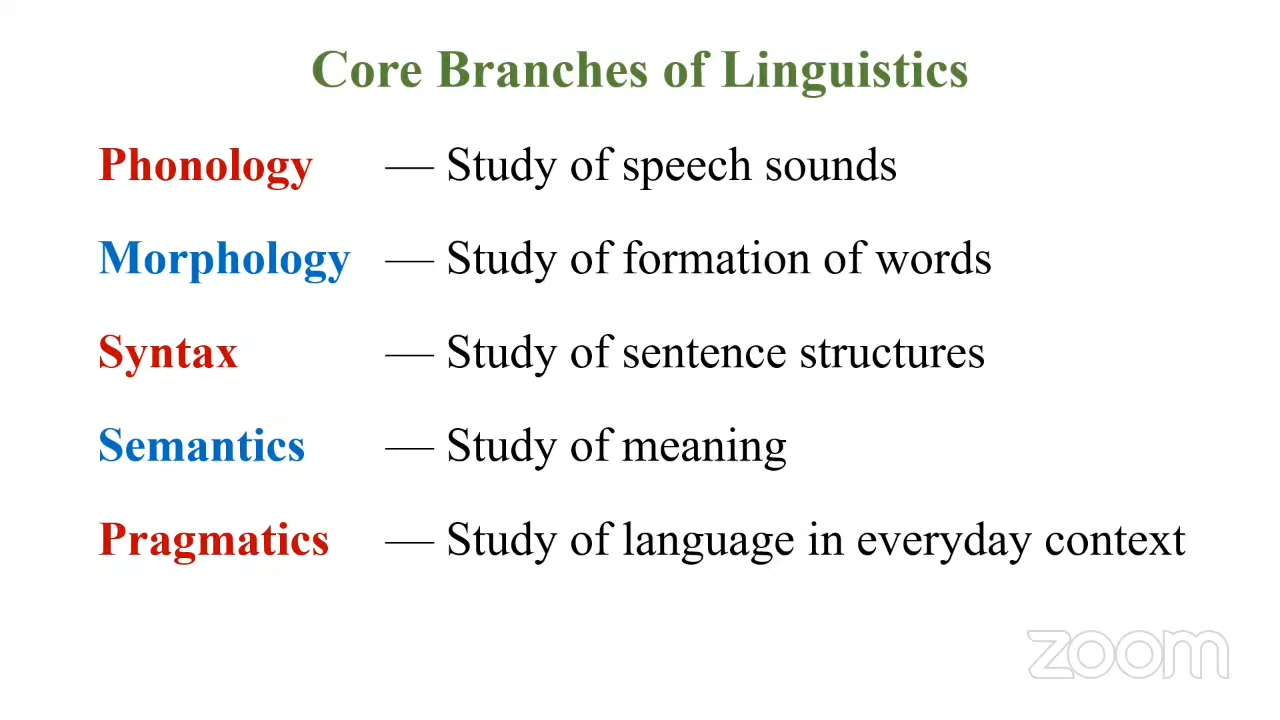 Core Branches of Linguistics
Phonology — Study of speech sounds
Morphology — Study of formation of words
Syntax — Study of sentence structures
Semantics — Study of meaning
Pragmatics — Study of language in everyday context
zoom